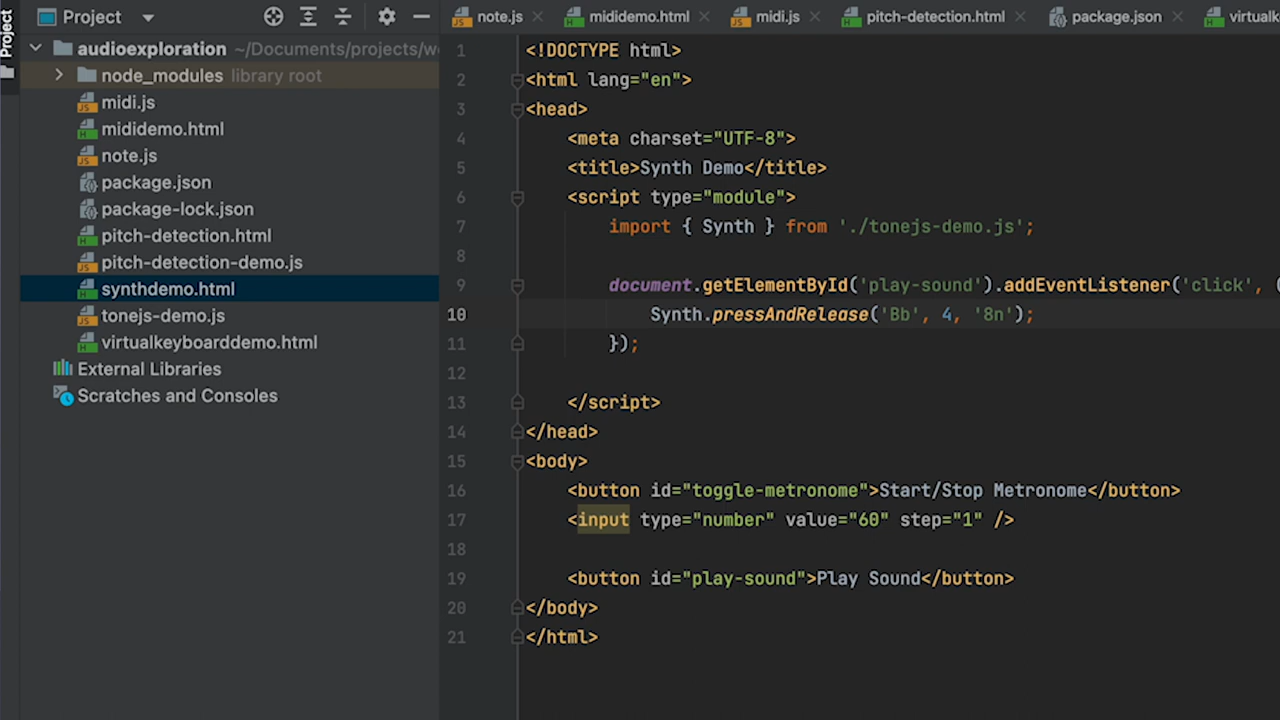 Project
Project
audioexploration ~/Documents/projects/w
node_modules library root
midi.js
mididemo.html
note.js
package.json
package-lock.json
pitch-detection.html
pitch-detection-demo.js
synthdemo.html
tonejs-demo.js
virtualkeyboarddemo.html
External Libraries
Scratches and Consoles
note.js mididemo.html midi.js pitch-detection.html package.json virtualk
1 <!DOCTYPE html>
2 <html lang="en">
3 <head>
4 <meta charset="UTF-8">
5 <title>Synth Demo</title>
6 <script type="module">
7 import { Synth } from './tonejs-demo.js';
8
9 document.getElementById('play-sound').addEventListener('click', (
10 Synth.pressAndRelease('Bb', 4, '8n');
11 });
12
13 </script>
14 </head>
15 <body>
16 <button id="toggle-metronome">Start/Stop Metronome</button>
17 <input type="number" value="60" step="1" />
18
19 <button id="play-sound">Play Sound</button>
20 </body>
21 </html>